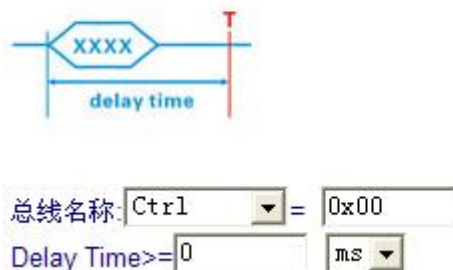 T
XXXX
delay time
总线名称: Ctrl = 0x00
Delay Time>= 0 ms